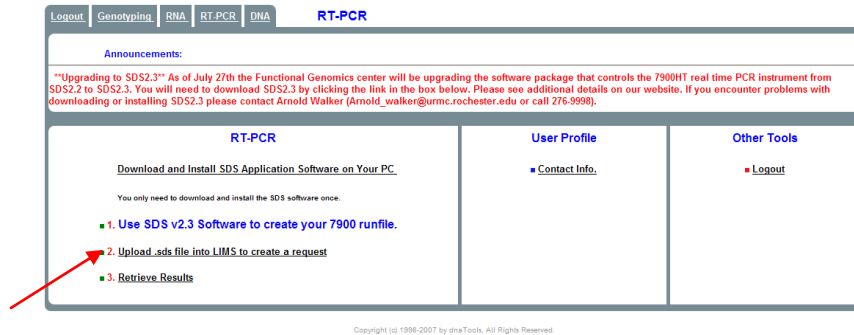 Logout Genotyping RNA RT-PCR DNA RT-PCR
Announcements:
**Upgrading to SDS2.3** As of July 27th the Functional Genomics center will be upgrading the software package that controls the 7900HT real time PCR instrument from
SDS2.2 to SDS2.3. You will need to download SDS2.3 by clicking the link in the box below. Please see additional details on our website. If you encounter problems with
downloading or installing SDS2.3 please contact Arnold Walker (Arnold_walker@urmc.rochester.edu or call 276-9998).
RT-PCR
Download and Install SDS Application Software on Your PC
You only need to download and install the SDS software once.
1. Use SDS v2.3 Software to create your 7900 runfile.
2. Upload .sds file into LIMS to create a request
3. Retrieve Results
User Profile
Contact Info.
Other Tools
Logout
Copyright (c) 1998-2007 by dnaTools, All Rights Reserved.